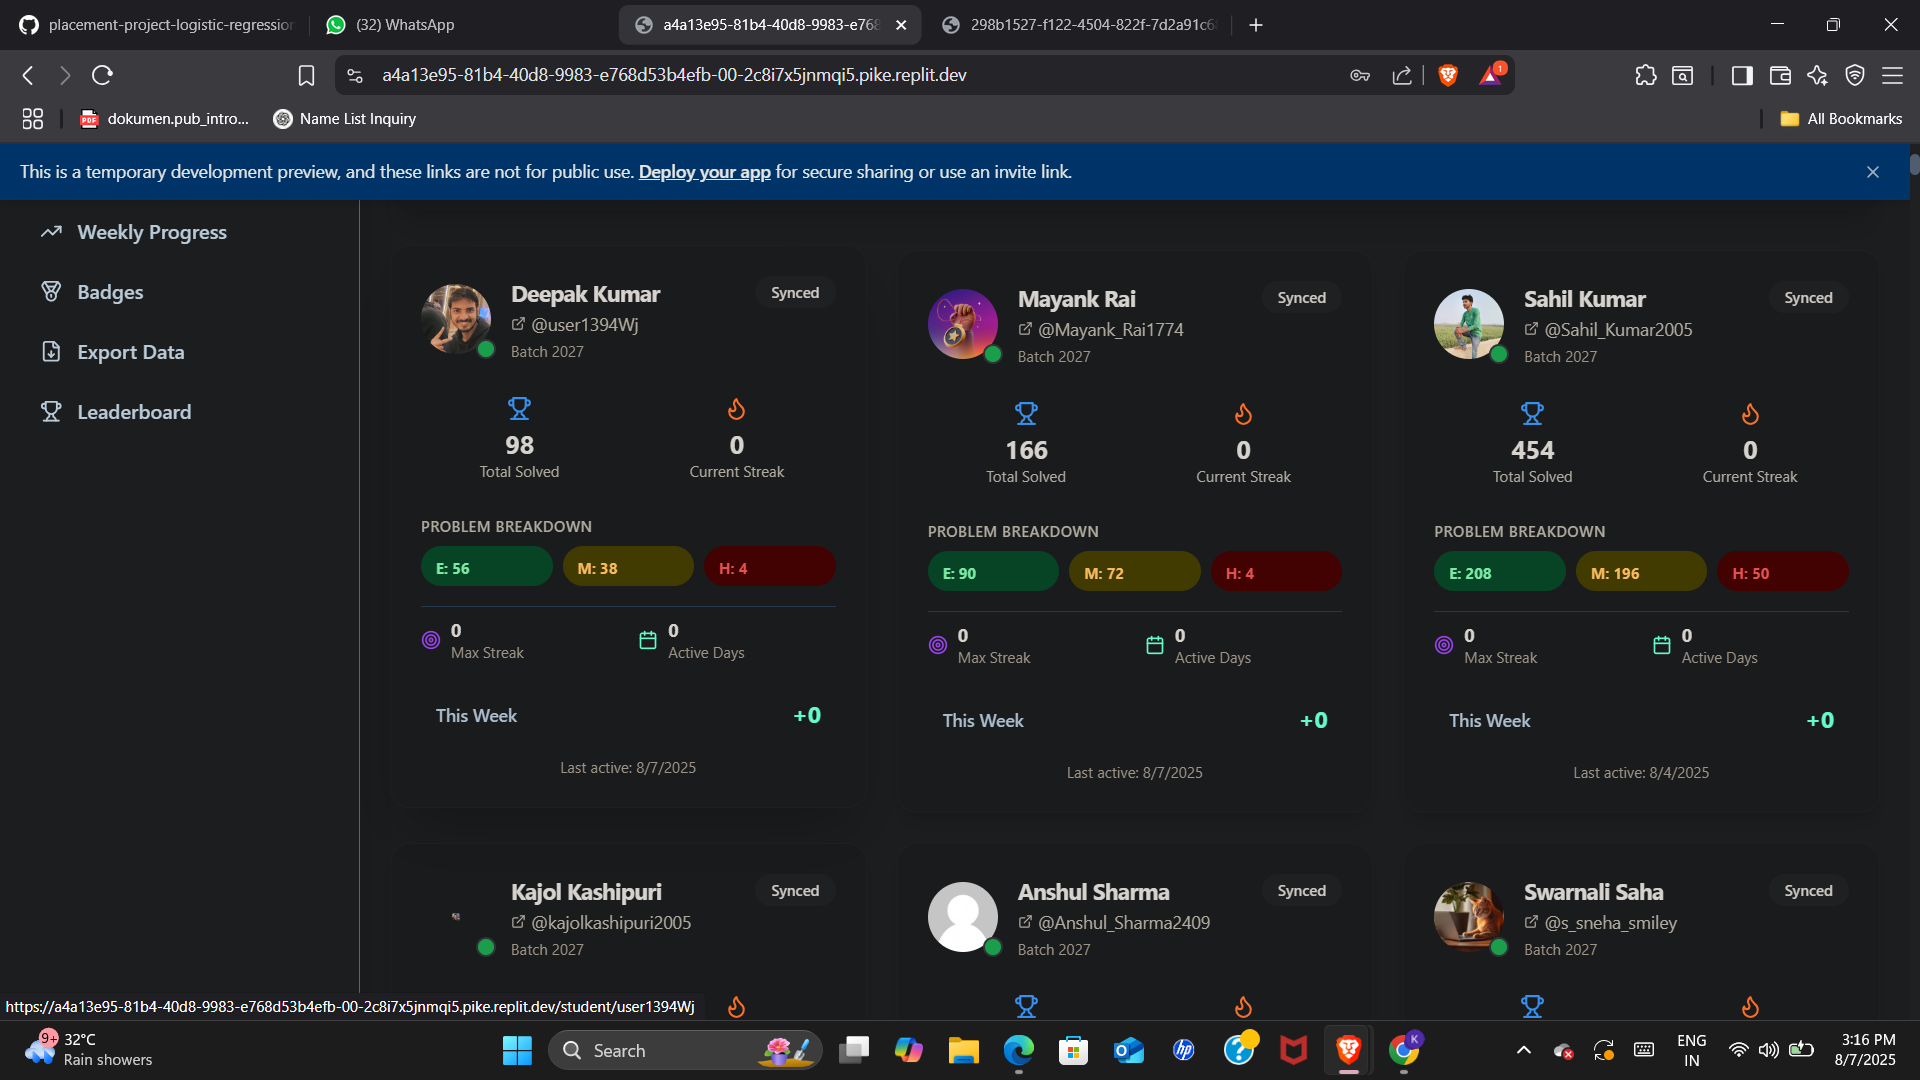 placement-project-logistic-regression
(32) WhatsApp
a4a13e95-81b4-40d8-9983-e768
298b1527-f122-4504-822f-7d2a91c6
a4a13e95-81b4-40d8-9983-e768d53b4efb-00-2c8i7x5jnmqi5.pike.replit.dev
1
PDF
dokumen.pub_intro...
Name List Inquiry
All Bookmarks
This is a temporary development preview, and these links are not for public use. Deploy your app for secure sharing or use an invite link.
Weekly Progress
Badges
Export Data
Leaderboard
Deepak Kumar
Synced
@user1394Wj
Batch 2027
98
Total Solved
0
Current Streak
PROBLEM BREAKDOWN
E: 56
M: 38
H: 4
0
Max Streak
0
Active Days
This Week
+0
Last active: 8/7/2025
Mayank Rai
Synced
@Mayank_Rai1774
Batch 2027
166
Total Solved
0
Current Streak
PROBLEM BREAKDOWN
E: 90
M: 72
H: 4
0
Max Streak
0
Active Days
This Week
+0
Last active: 8/7/2025
Sahil Kumar
Synced
@Sahil_Kumar2005
Batch 2027
454
Total Solved
0
Current Streak
PROBLEM BREAKDOWN
E: 208
M: 196
H: 50
0
Max Streak
0
Active Days
This Week
+0
Last active: 8/4/2025
Kajol Kashipuri
Synced
@kajolkashipuri2005
Batch 2027
Anshul Sharma
Synced
@Anshul_Sharma2409
Batch 2027
Swarnali Saha
Synced
@s_sneha_smiley
Batch 2027
https://a4a13e95-81b4-40d8-9983-e768d53b4efb-00-2c8i7x5jnmqi5.pike.replit.dev/student/user1394Wj
9+
32°C
Rain showers
Search
hp
K
ENG
IN
3:16 PM
8/7/2025